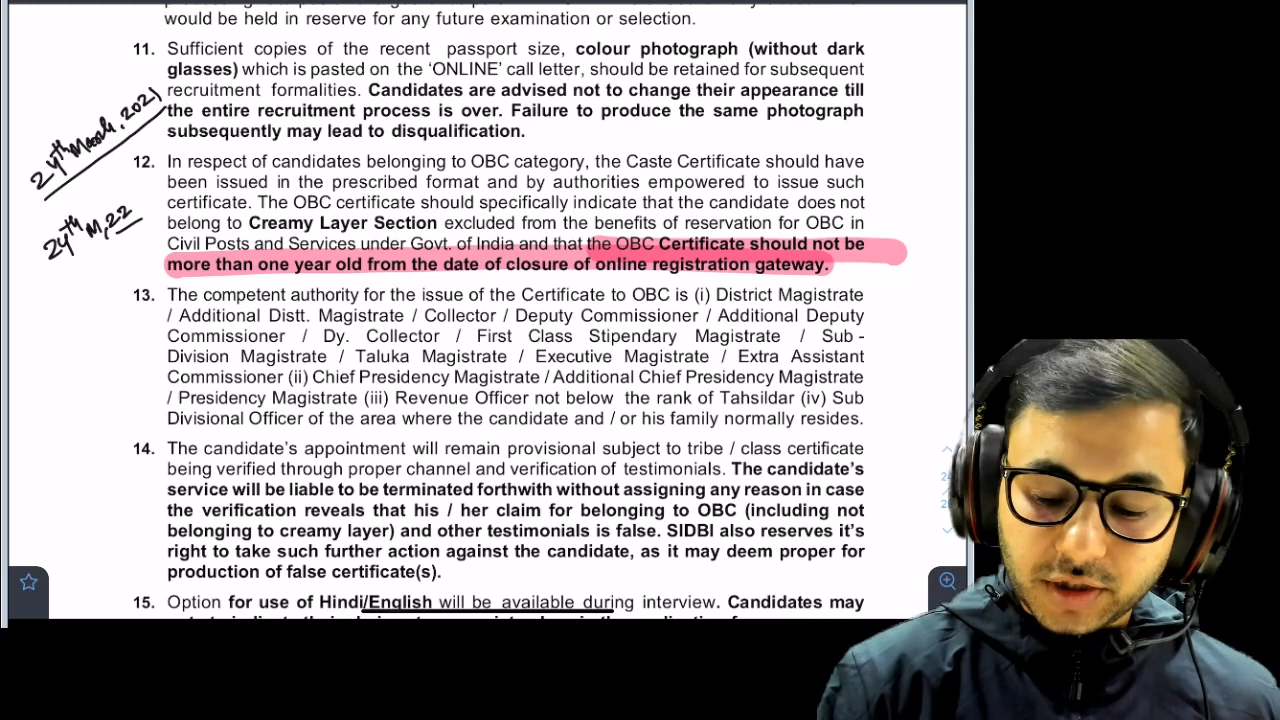 would be held in reserve for any future examination or selection.
11. Sufficient copies of the recent passport size, colour photograph (without dark
glasses) which is pasted on the ‘ONLINE’ call letter, should be retained for subsequent
recruitment formalities. Candidates are advised not to change their appearance till
the entire recruitment process is over. Failure to produce the same photograph
subsequently may lead to disqualification.
24th March, 2021
12. In respect of candidates belonging to OBC category, the Caste Certificate should have
been issued in the prescribed format and by authorities empowered to issue such
certificate. The OBC certificate should specifically indicate that the candidate does not
belong to Creamy Layer Section excluded from the benefits of reservation for OBC in
Civil Posts and Services under Govt. of India and that the OBC Certificate should not be
more than one year old from the date of closure of online registration gateway.
24th M, 22
13. The competent authority for the issue of the Certificate to OBC is (i) District Magistrate
/ Additional Distt. Magistrate / Collector / Deputy Commissioner / Additional Deputy
Commissioner / Dy. Collector / First Class Stipendary Magistrate / Sub -
Division Magistrate / Taluka Magistrate / Executive Magistrate / Extra Assistant
Commissioner (ii) Chief Presidency Magistrate / Additional Chief Presidency Magistrate
/ Presidency Magistrate (iii) Revenue Officer not below the rank of Tahsildar (iv) Sub
Divisional Officer of the area where the candidate and / or his family normally resides.
14. The candidate’s appointment will remain provisional subject to tribe / class certificate
being verified through proper channel and verification of testimonials. The candidate’s
service will be liable to be terminated forthwith without assigning any reason in case
the verification reveals that his / her claim for belonging to OBC (including not
belonging to creamy layer) and other testimonials is false. SIDBI also reserves it’s
right to take such further action against the candidate, as it may deem proper for
production of false certificate(s).
15. Option for use of Hindi/English will be available during interview. Candidates may